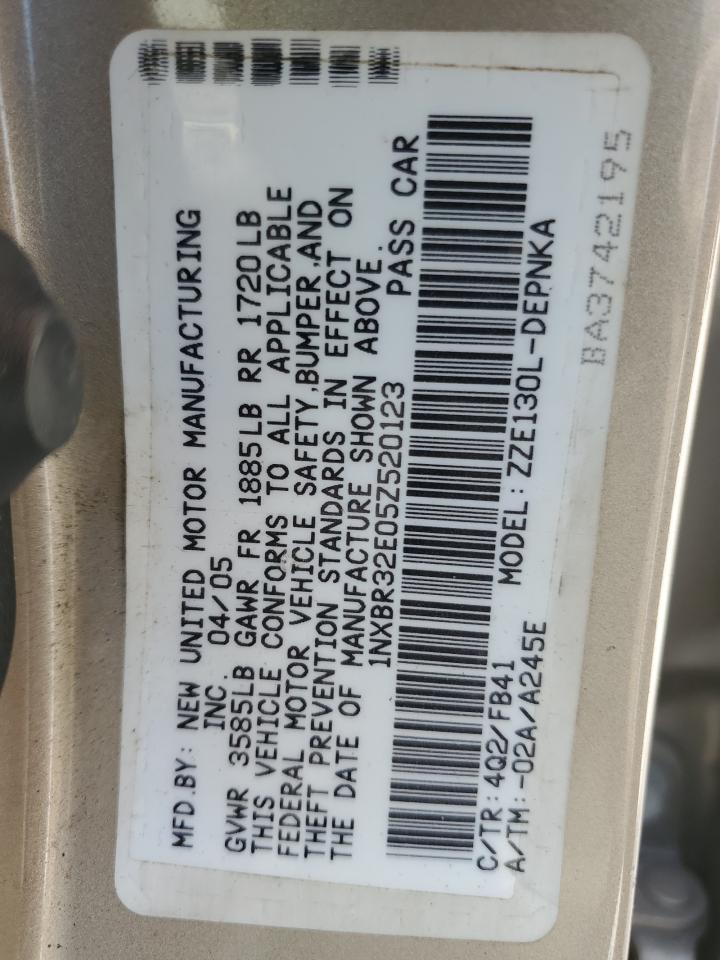 MFD.BY: NEW UNITED MOTOR MANUFACTURING
INC. 04/05
GVWR 3585LB GAWR FR 1885LB RR 1720LB
THIS VEHICLE CONFORMS TO ALL APPLICABLE
FEDERAL MOTOR VEHICLE SAFETY,BUMPER,AND
THEFT PREVENTION STANDARDS IN EFFECT ON
THE DATE OF MANUFACTURE SHOWN ABOVE.
1NXBR32E05Z520123 PASS CAR
C/TR:4Q2/FB41 MODEL:ZZE130L-DEPNKA
A/TM:-02A/A245E
BA3742195